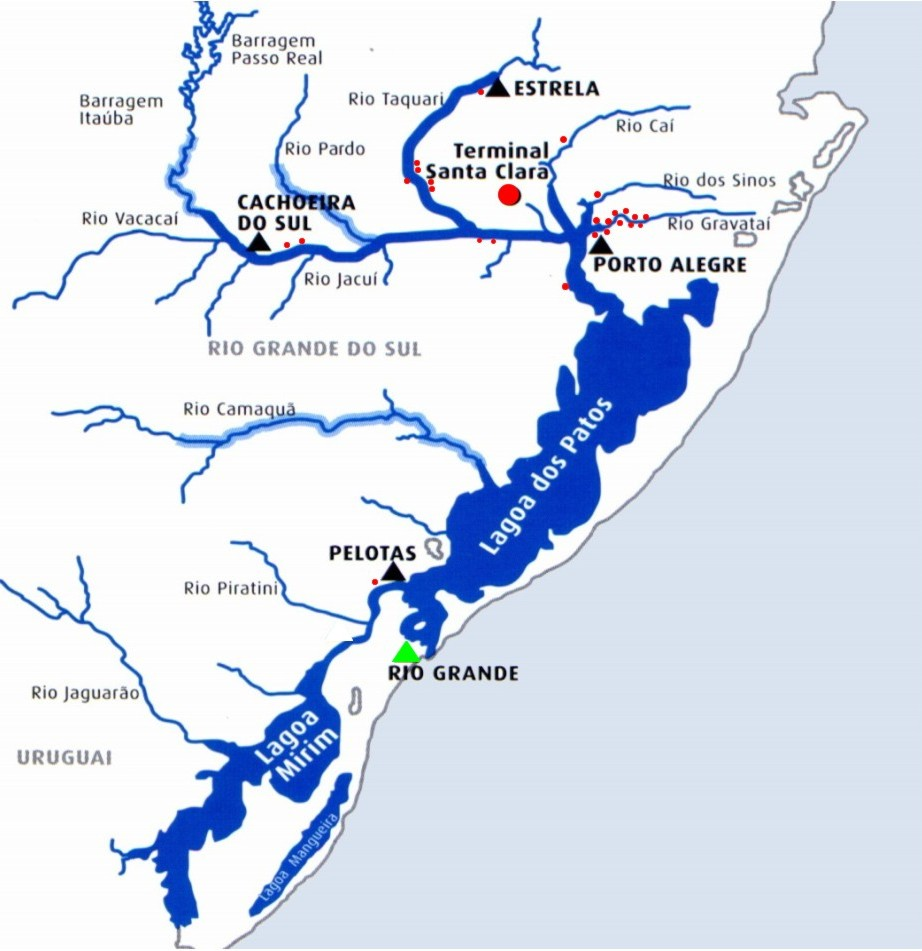 Barragem
Passo Real
Barragem
Itaúba
Rio Taquari
ESTRELA
Rio Caí
Rio Pardo
Terminal
Santa Clara
Rio dos Sinos
CACHOEIRA
DO SUL
Rio Vacacaí
Rio Gravataí
PORTO ALEGRE
Rio Jacuí
RIO GRANDE DO SUL
Rio Camaquã
Lagoa dos Patos
PELOTAS
Rio Piratini
RIO GRANDE
Rio Jaguarão
Lagoa
Mirim
URUGUAI
Lagoa Mangueira